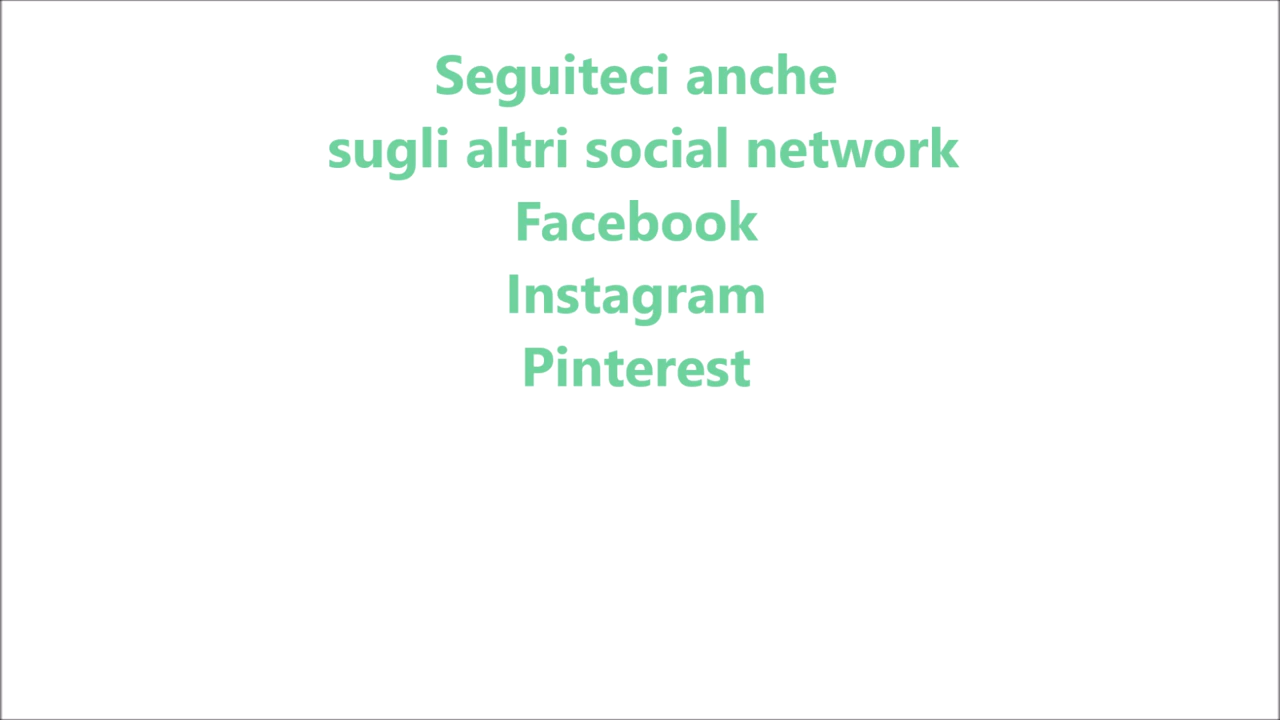 Seguiteci anche
sugli altri social network
Facebook
Instagram
Pinterest